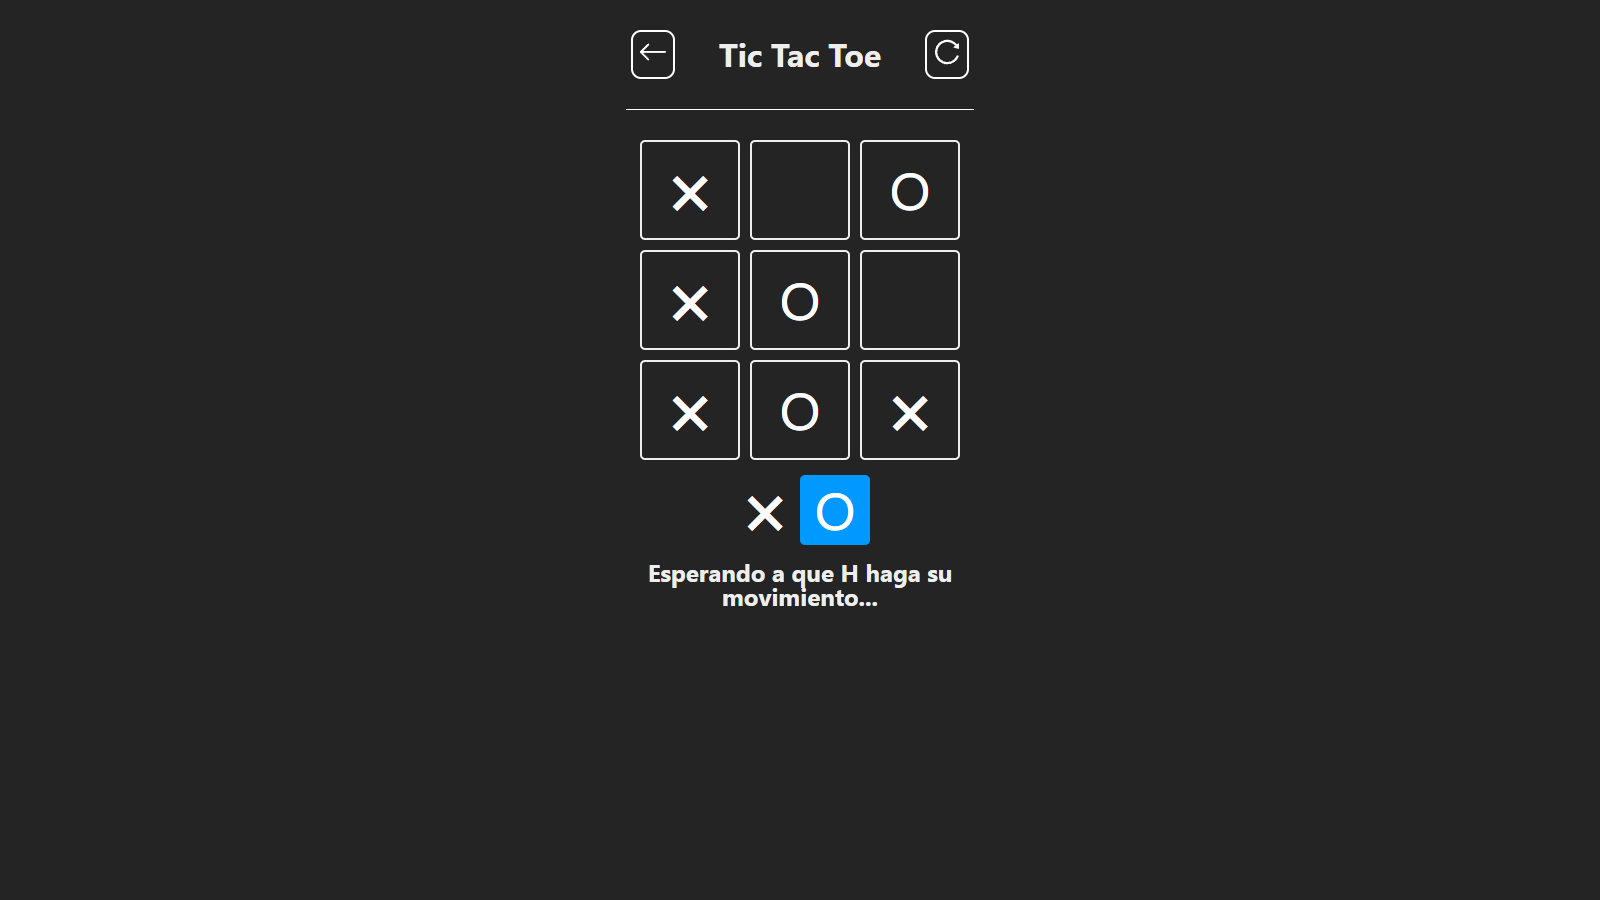 Tic Tac Toe
X O
X O
X O X
X O
Esperando a que H haga su
movimiento...